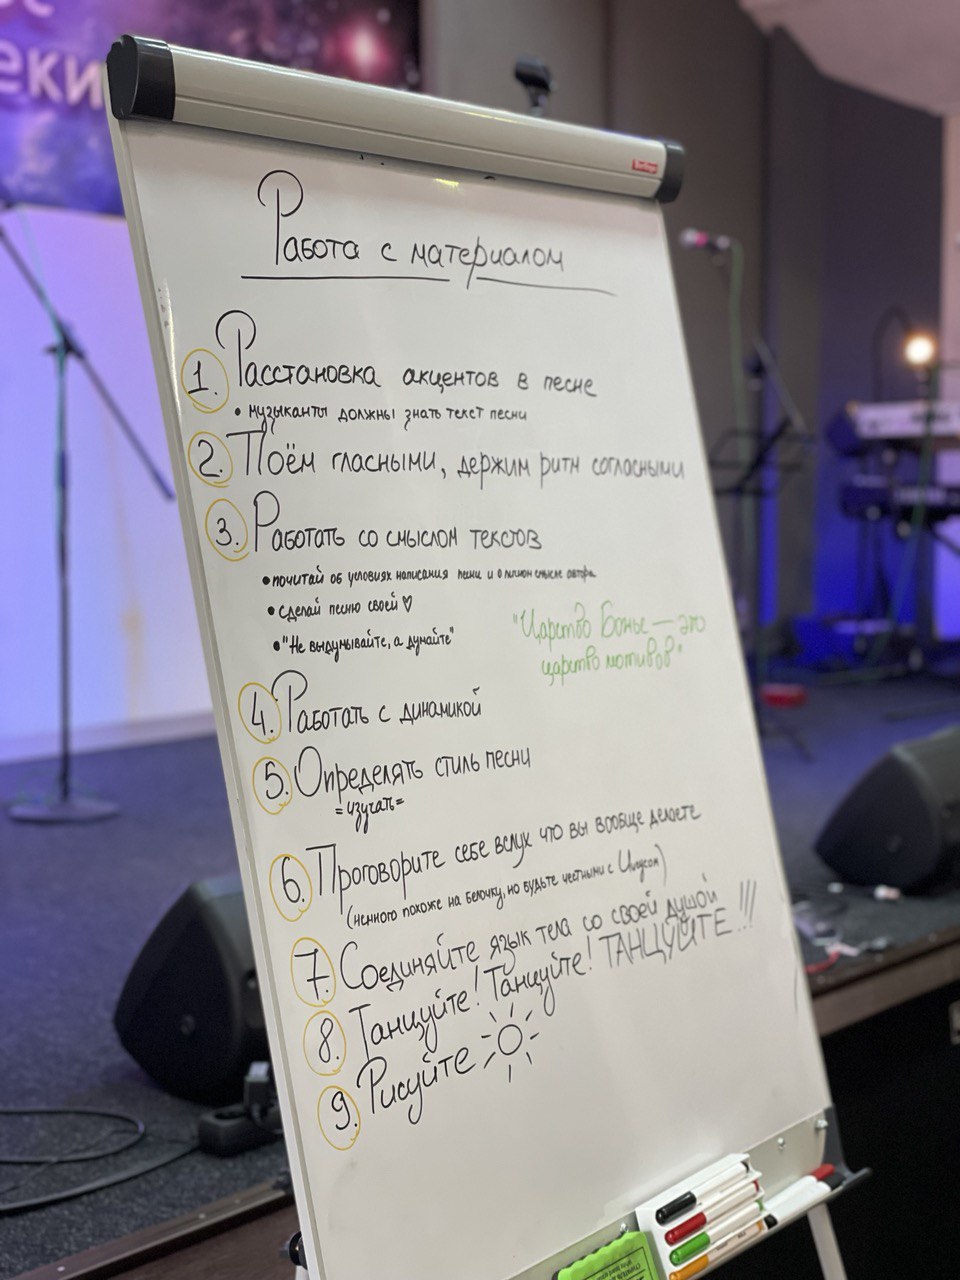 еки
Berlingo
Работа с материалом
1. Расстановка акцентов в песне
• музыканты должны знать текст песни
2. Поём гласными, держим ритм согласными
3. Работать со смыслом текстов
• почитай об условиях написания песни и о личном смысле автора
• сделай песню своей ♡
• "Не выдумывайте, а думайте"
"Царство Божье — это
царство мотивов"
4. Работать с динамикой
5. Определять стиль песни
= изучать =
6. Проговорите себе вслух что вы вообще делаете
(немного похоже на белочку, но будьте честными с Иисусом)
7. Соединяйте язык тела со своей душой
8. Танцуйте! Танцуйте! ТАНЦУЙТЕ!!!
9. Рисуйте